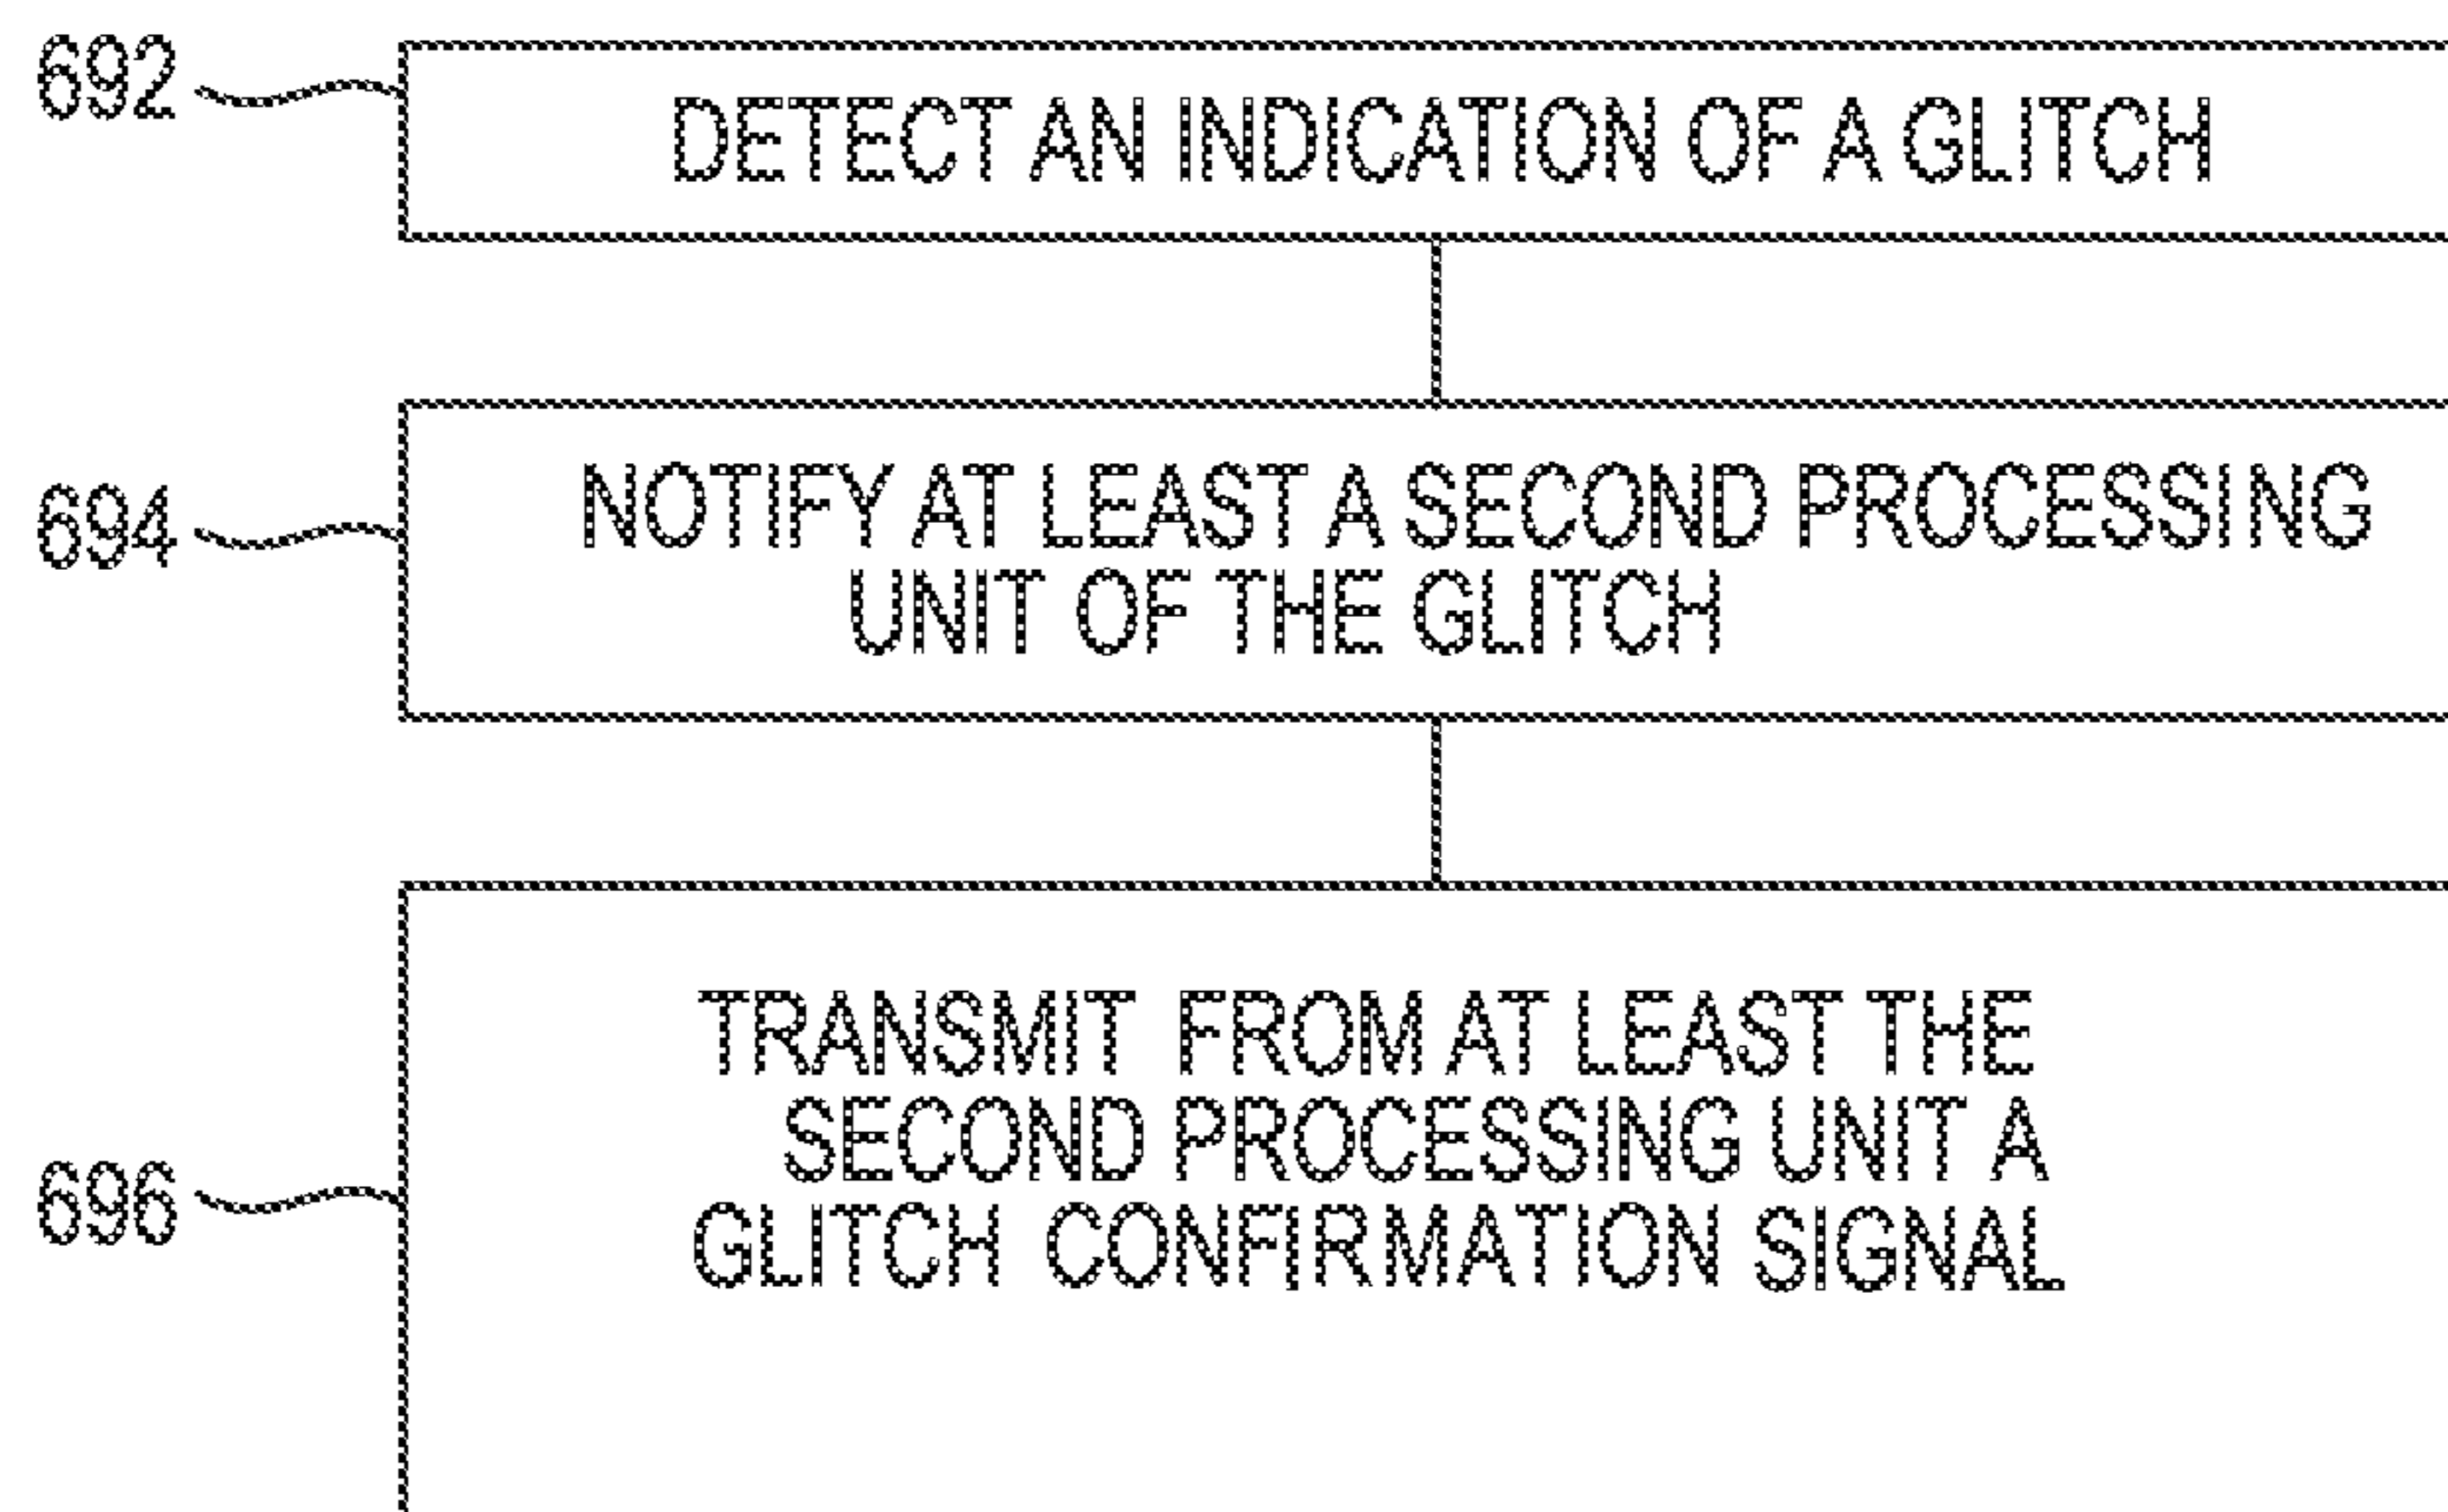 692
DETECT AN INDICATION OF A GLITCH
694
NOTIFY AT LEAST A SECOND PROCESSING
UNIT OF THE GLITCH
696
TRANSMIT FROM AT LEAST THE
SECOND PROCESSING UNIT A
GLITCH CONFIRMATION SIGNAL